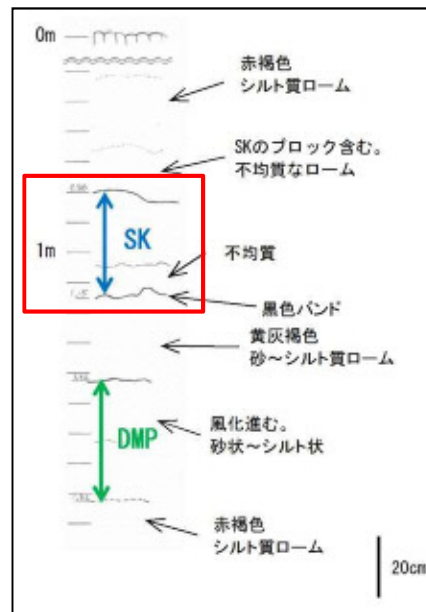 0m
赤褐色
シルト質ローム
SKのブロック含む。
不均質なローム
SK
1m
不均質
黒色バンド
黄灰褐色
砂～シルト質ローム
風化進む。
DMP
砂状～シルト状
赤褐色
シルト質ローム
20cm